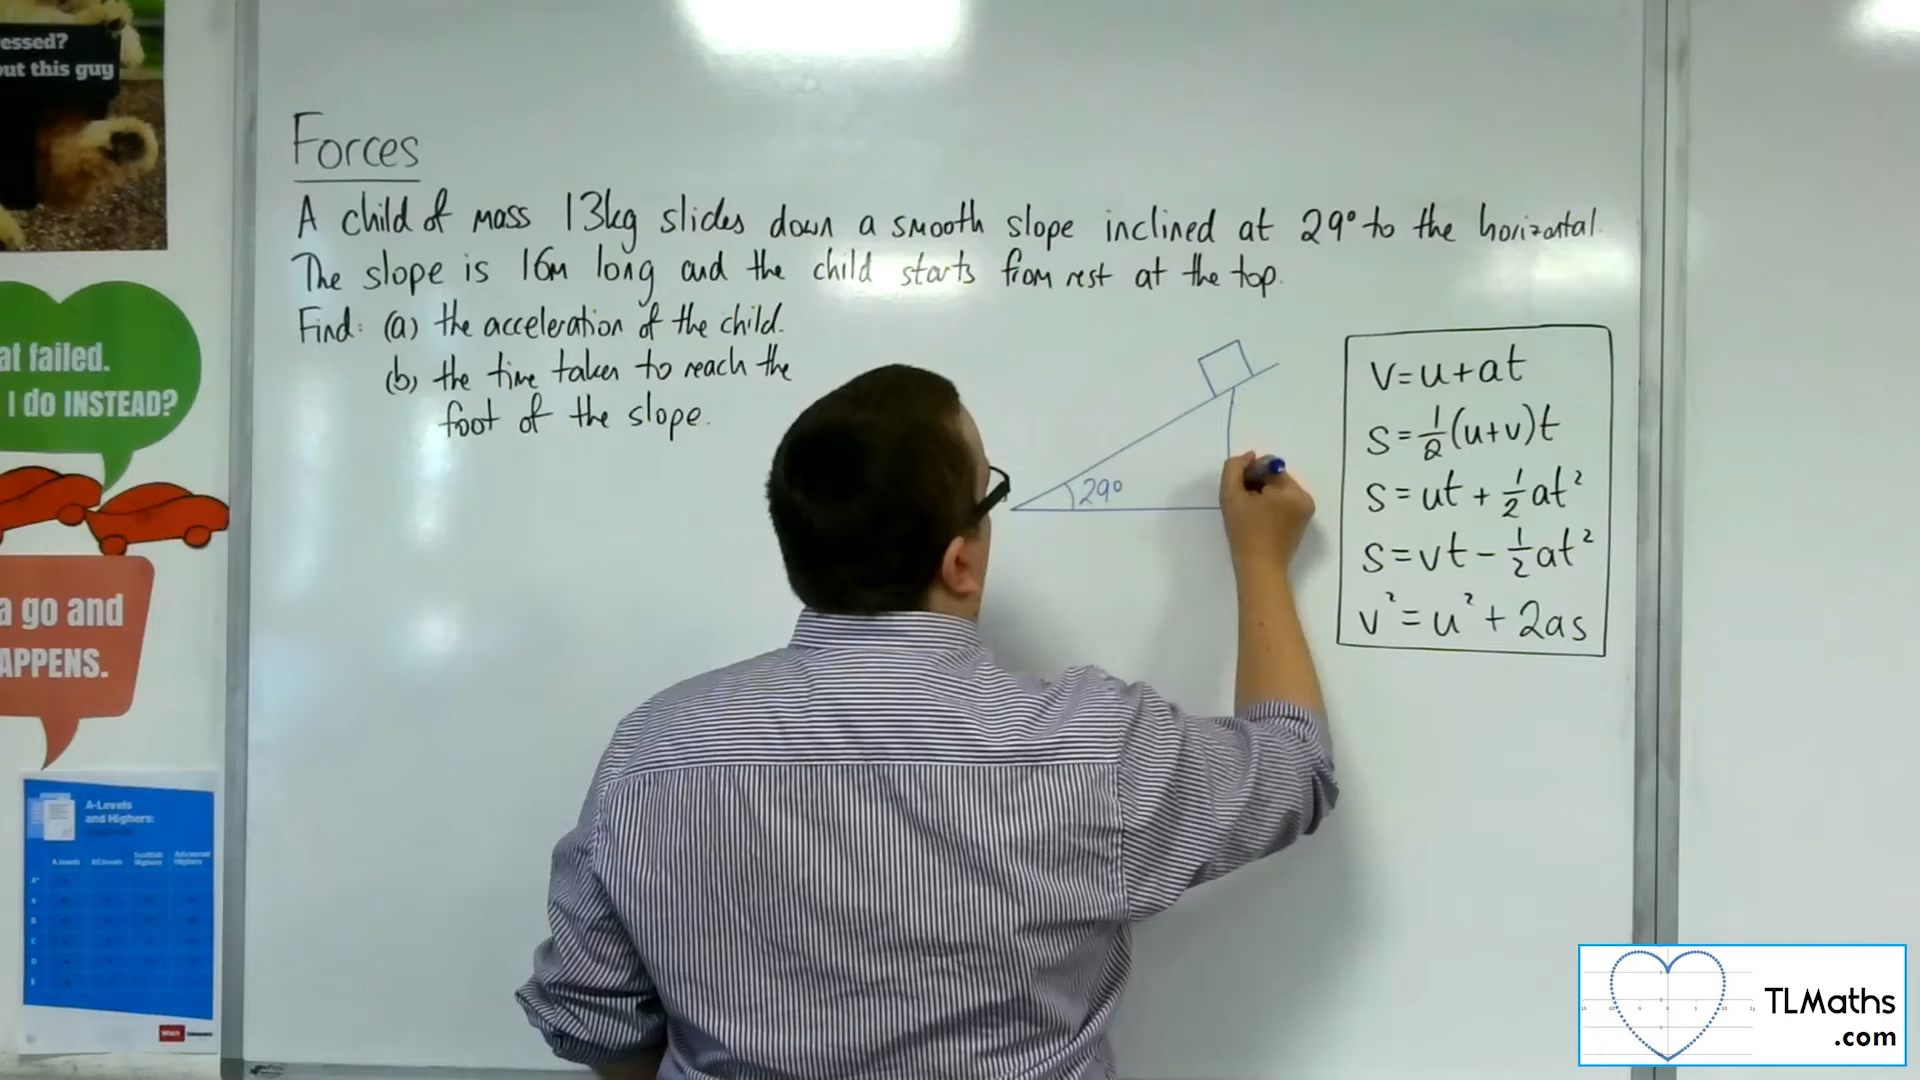 essed?
out this guy
at failed.
I do INSTEAD?
a go and
APPENS.
A-Levels
and Highers:
Forces
A child of mass 13kg slides down a smooth slope inclined at 29° to the horizontal.
The slope is 16m long and the child starts from rest at the top.
Find: (a) the acceleration of the child.
(b) the time taken to reach the
foot of the slope.
29°
v=u+at
s=½(u+v)t
s=ut+½at²
s=vt-½at²
v²=u²+2as
TLMaths
.com